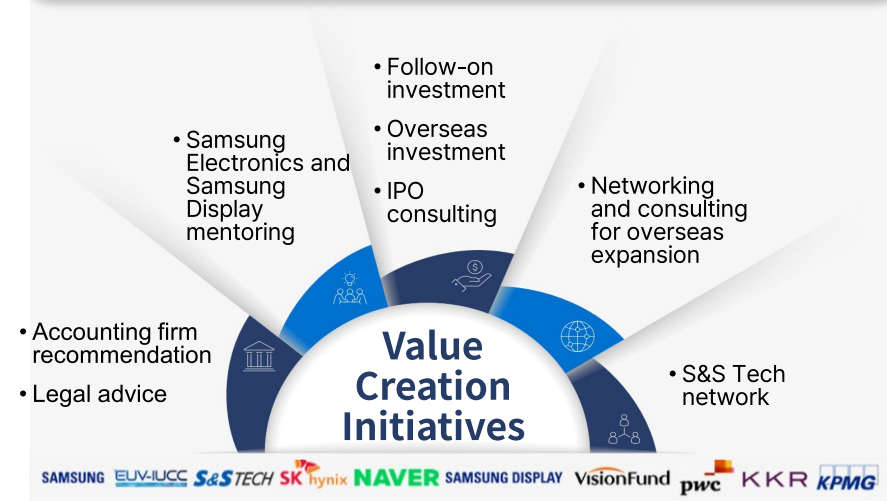 • Follow-on
investment
• Overseas
investment
• IPO
consulting
• Samsung
Electronics and
Samsung
Display
mentoring
• Networking
and consulting
for overseas
expansion
• Accounting firm
recommendation
• Legal advice
• S&S Tech
network
Value
Creation
Initiatives
SAMSUNG EUV-IUCC S&S TECH SK hynix NAVER SAMSUNG DISPLAY VisionFund pwc KKR KPMG